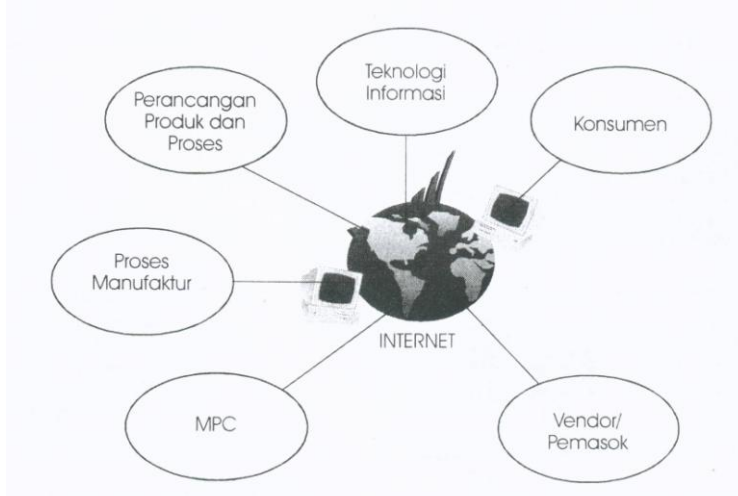 Teknologi
Informasi
Perancangan
Produk dan
Proses
Konsumen
Proses
Manufaktur
INTERNET
MPC
Vendor/
Pemasok